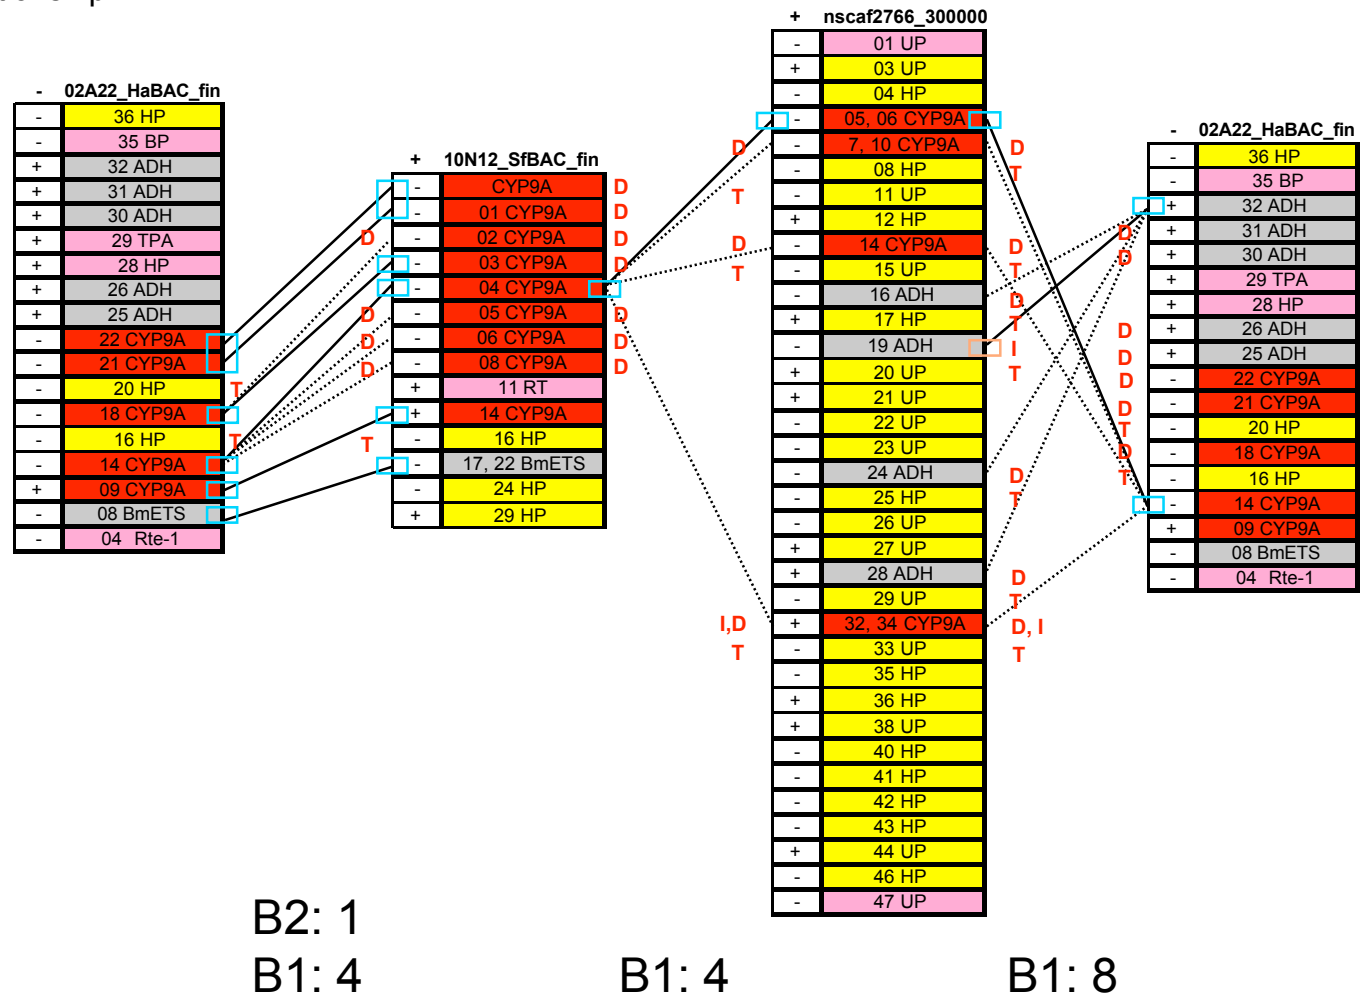 + nscaf2766_300000
- 01 UP
+ 03 UP
- 04 HP
- 05, 06 CYP9A
- 7, 10 CYP9A
- 08 HP
- 11 UP
+ 12 HP
- 14 CYP9A
- 15 UP
- 16 ADH
+ 17 HP
- 19 ADH
+ 20 UP
+ 21 UP
- 22 UP
- 23 UP
- 24 ADH
- 25 HP
- 26 UP
+ 27 UP
+ 28 ADH
- 29 UP
+ 32, 34 CYP9A
- 33 UP
- 35 HP
+ 36 HP
+ 38 UP
- 40 HP
- 41 HP
- 42 HP
- 43 HP
+ 44 UP
- 46 HP
- 47 UP
- 02A22_HaBAC_fin
- 36 HP
- 35 BP
+ 32 ADH
+ 31 ADH
+ 30 ADH
+ 29 TPA
+ 28 HP
+ 26 ADH
+ 25 ADH
- 22 CYP9A
- 21 CYP9A
- 20 HP
- 18 CYP9A
- 16 HP
- 14 CYP9A
+ 09 CYP9A
- 08 BmETS
- 04 Rte-1
+ 10N12_SfBAC_fin
- CYP9A
- 01 CYP9A
- 02 CYP9A
- 03 CYP9A
- 04 CYP9A
- 05 CYP9A
- 06 CYP9A
- 08 CYP9A
+ 11 RT
+ 14 CYP9A
- 16 HP
- 17, 22 BmETS
- 24 HP
+ 29 HP
- 02A22_HaBAC_fin
- 36 HP
- 35 BP
+ 32 ADH
+ 31 ADH
+ 30 ADH
+ 29 TPA
+ 28 HP
+ 26 ADH
+ 25 ADH
- 22 CYP9A
- 21 CYP9A
- 20 HP
- 18 CYP9A
- 16 HP
- 14 CYP9A
+ 09 CYP9A
- 08 BmETS
- 04 Rte-1
D
D
D
D
T
T
T
D
D
D
D
D
D
D
D
T
D
T
I,D
T
D
T
D
T
D
T
I
T
D
T
D
T
D, I
T
D
D
D
D
D
D
T
D
T
B2: 1
B1: 4
B1: 4
B1: 8